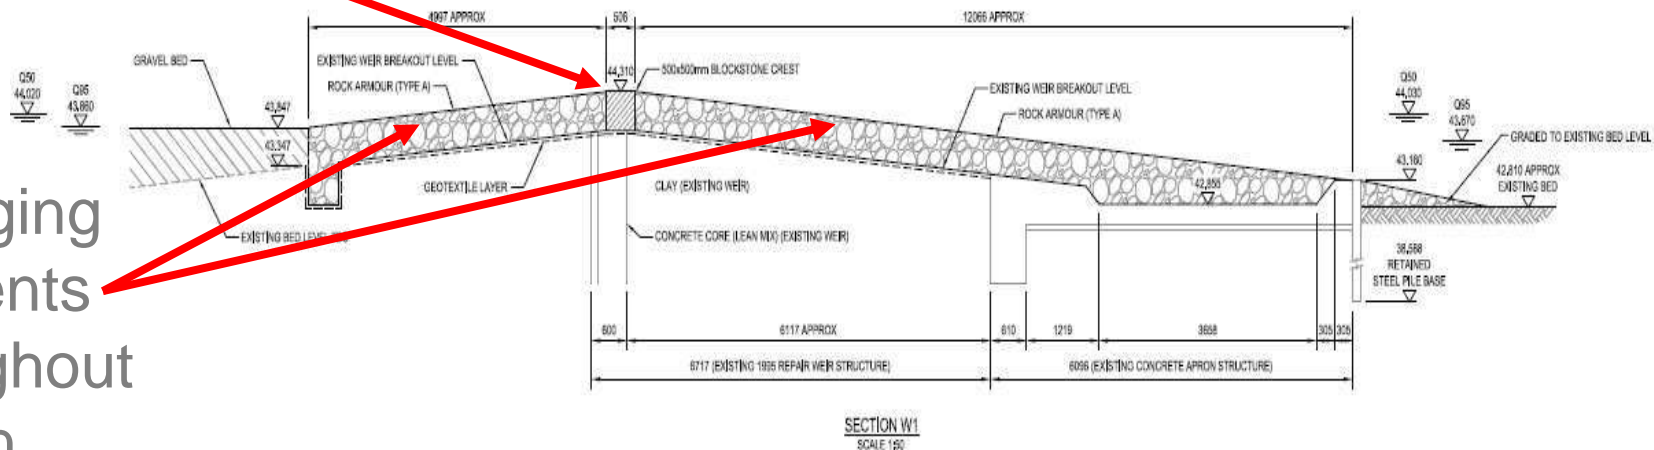 4997 APPROX
506
12066 APPROX
GRAVEL BED
EXISTING WEIR BREAKOUT LEVEL
ROCK ARMOUR (TYPE A)
44,310
500x500mm BLOCKSTONE CREST
EXISTING WEIR BREAKOUT LEVEL
ROCK ARMOUR (TYPE A)
Q50
44,020
Q95
43,860
43,847
43,347
Q50
44,030
Q95
43,670
GRADED TO EXISTING BED LEVEL
43,160
42,810 APPROX
EXISTING BED
GEOTEXTILE LAYER
CLAY (EXISTING WEIR)
42,855
EXISTING BED LEVEL
CONCRETE CORE (LEAN MIX) (EXISTING WEIR)
RETAINED
STEEL PILE BASE
ging
ents
ghout
600
6117 APPROX
610
1219
3658
305
305
6717 (EXISTING 1995 REPAIR WEIR STRUCTURE)
6096 (EXISTING CONCRETE APRON STRUCTURE)
SECTION W1
SCALE 1:50